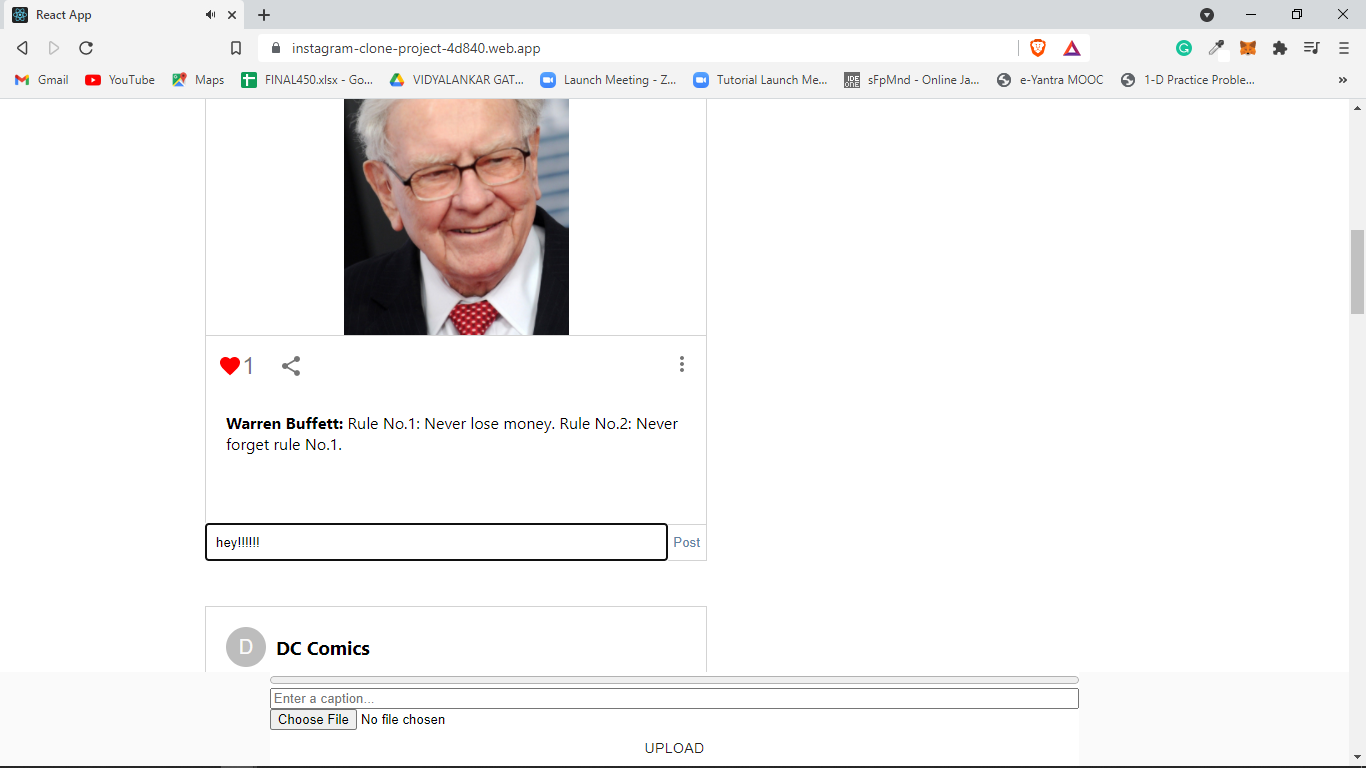 React App
instagram-clone-project-4d840.web.app
Gmail YouTube Maps FINAL450.xlsx - Go... VIDYALANKAR GAT... Launch Meeting - Z... Tutorial Launch Me... IDE ONE sFpMnd - Online Ja... e-Yantra MOOC 1-D Practice Proble... »
1
Warren Buffett: Rule No.1: Never lose money. Rule No.2: Never
forget rule No.1.
hey!!!!!! Post
D DC Comics
Enter a caption...
Choose File No file chosen
UPLOAD